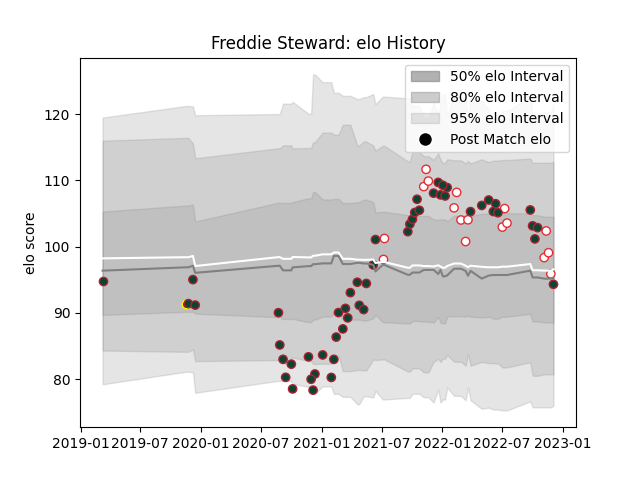 Freddie Steward: elo History
50% elo Interval
80% elo Interval
95% elo Interval
Post Match elo
elo score
120
110
100
90
80
2019-01 2019-07 2020-01 2020-07 2021-01 2021-07 2022-01 2022-07 2023-01